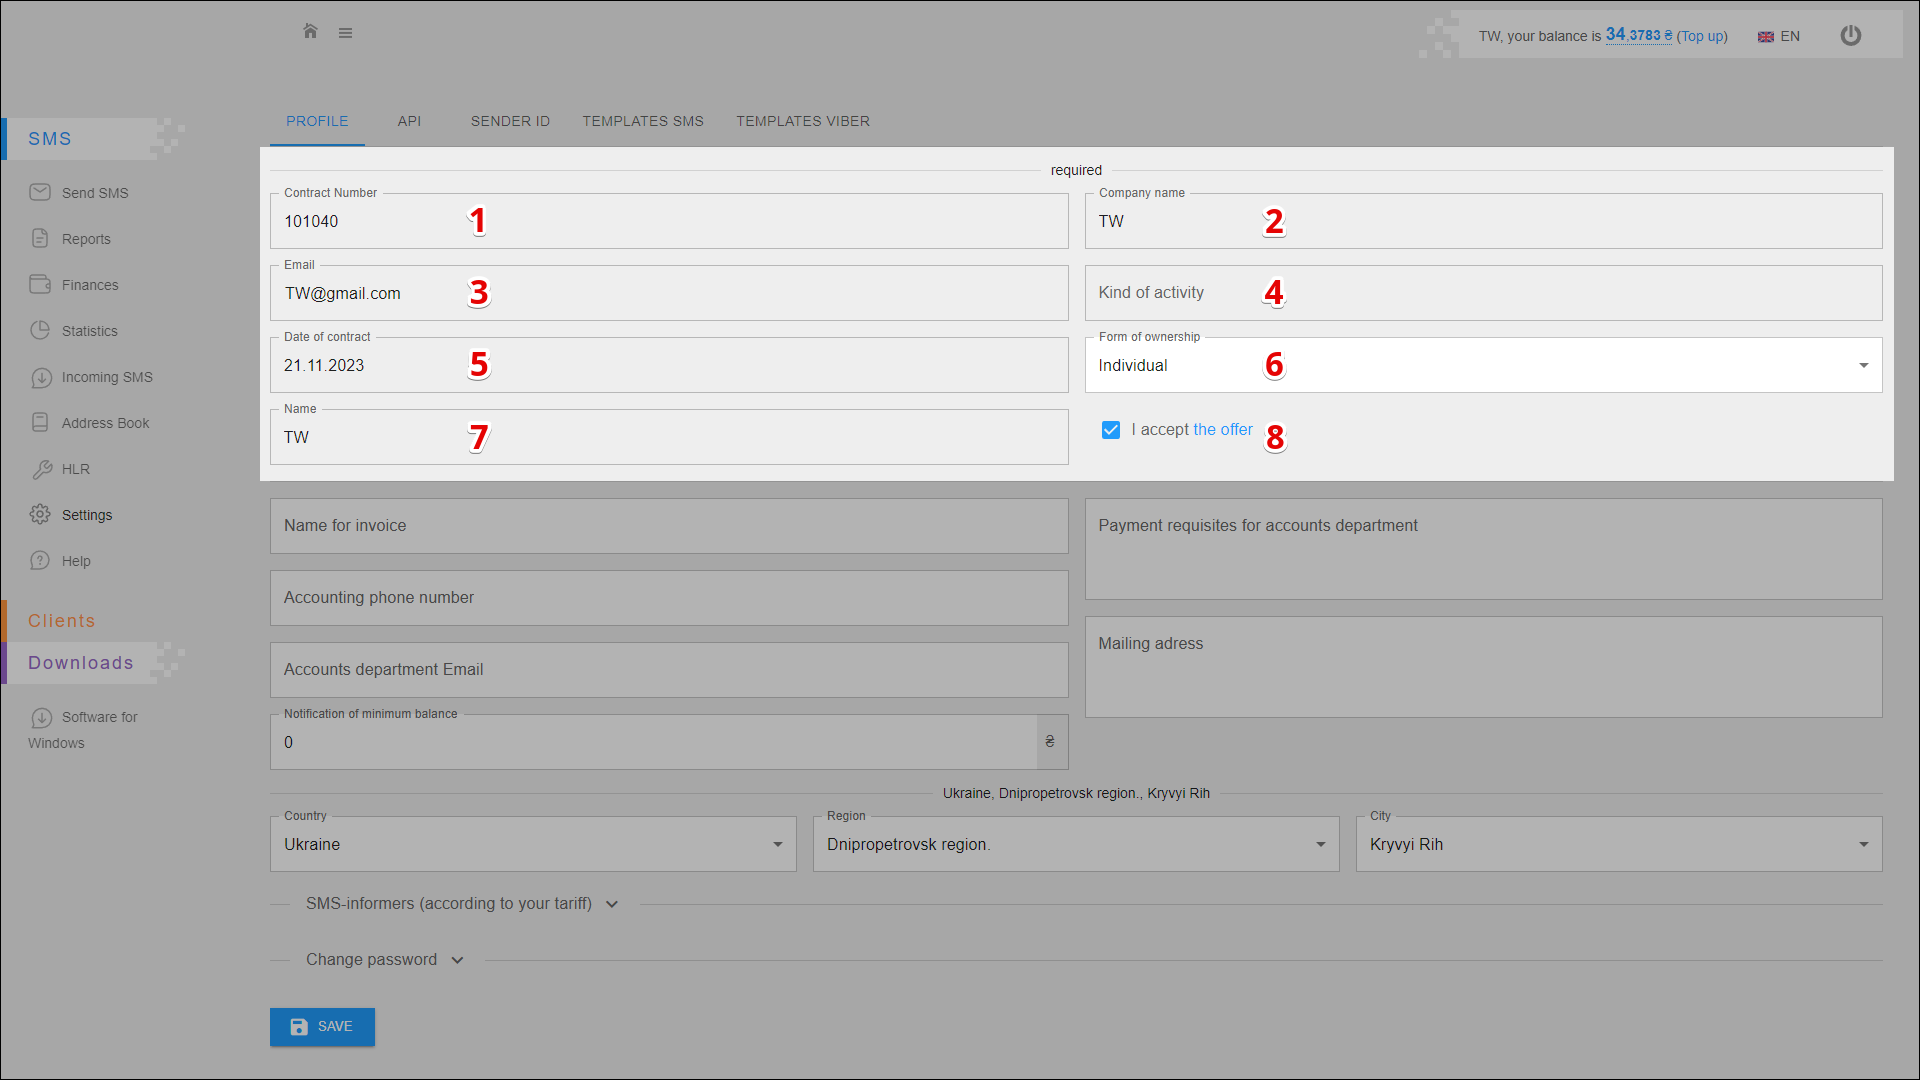 TW, your balance is 34.3783 ₴ (Top up) EN
PROFILE API SENDER ID TEMPLATES SMS TEMPLATES VIBER
SMS
Send SMS
Reports
Finances
Statistics
Incoming SMS
Address Book
HLR
Settings
Help
Clients
Downloads
Software for
Windows
required
Contract Number
101040 1
Company name
TW 2
Email
TW@gmail.com 3
Kind of activity 4
Date of contract
21.11.2023 5
Form of ownership
Individual 6
Name
TW 7
I accept the offer 8
Name for invoice
Payment requisites for accounts department
Accounting phone number
Accounts department Email
Mailing adress
Notification of minimum balance
0 ₴
Ukraine, Dnipropetrovsk region., Kryvyi Rih
Country
Ukraine
Region
Dnipropetrovsk region.
City
Kryvyi Rih
SMS-informers (according to your tariff)
Change password
SAVE